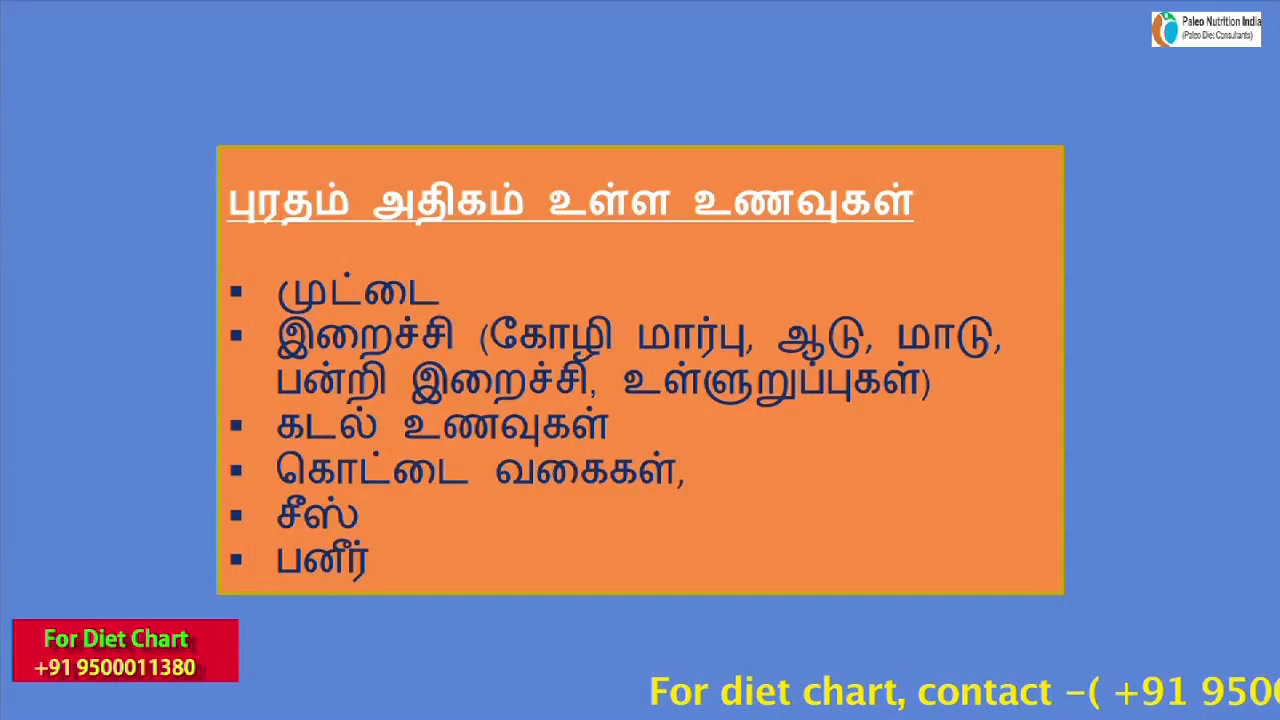 Paleo Nutrition India
(Paleo Diet Consultants)
புரதம் அதிகம் உள்ள உணவுகள்
▪ முட்டை
▪ இறைச்சி (கோழி மார்பு, ஆடு, மாடு,
பன்றி இறைச்சி, உள்ளுறுப்புகள்)
▪ கடல் உணவுகள்
▪ கொட்டை வகைகள்,
▪ சீஸ்
▪ பனீர்
For Diet Chart
+91 9500011380
For diet chart, contact -( +91 9500